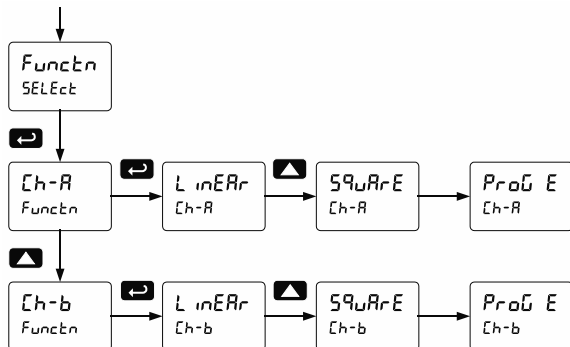 Functn
SELEct
Ch-A
Functn
LinEAr
Ch-A
SquArE
Ch-A
ProG E
Ch-A
Ch-b
Functn
LinEAr
Ch-b
SquArE
Ch-b
ProG E
Ch-b